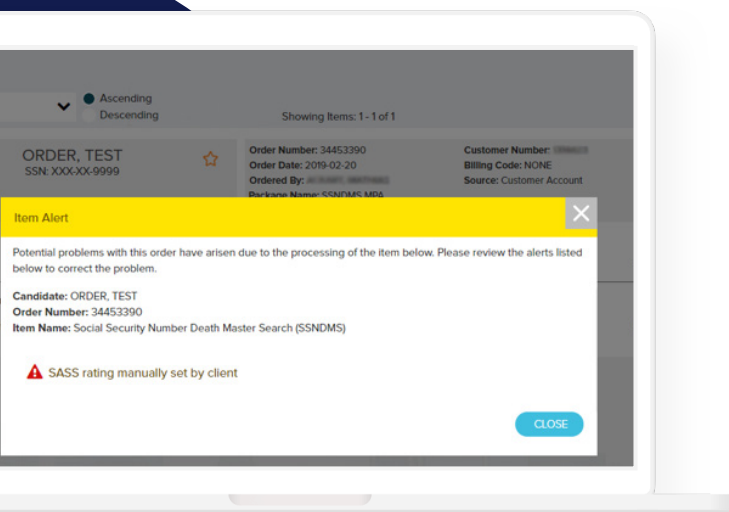 Ascending
Descending
Showing Items: 1 - 1 of 1
ORDER, TEST
SSN: XXX-XX-9999
Order Number: 34453390
Order Date: 2019-02-20
Ordered By:
Package Name: SSNDMS MPA
Customer Number:
Billing Code: NONE
Source: Customer Account
Item Alert
Potential problems with this order have arisen due to the processing of the item below. Please review the alerts listed
below to correct the problem.
Candidate: ORDER, TEST
Order Number: 34453390
Item Name: Social Security Number Death Master Search (SSNDMS)
SASS rating manually set by client
CLOSE